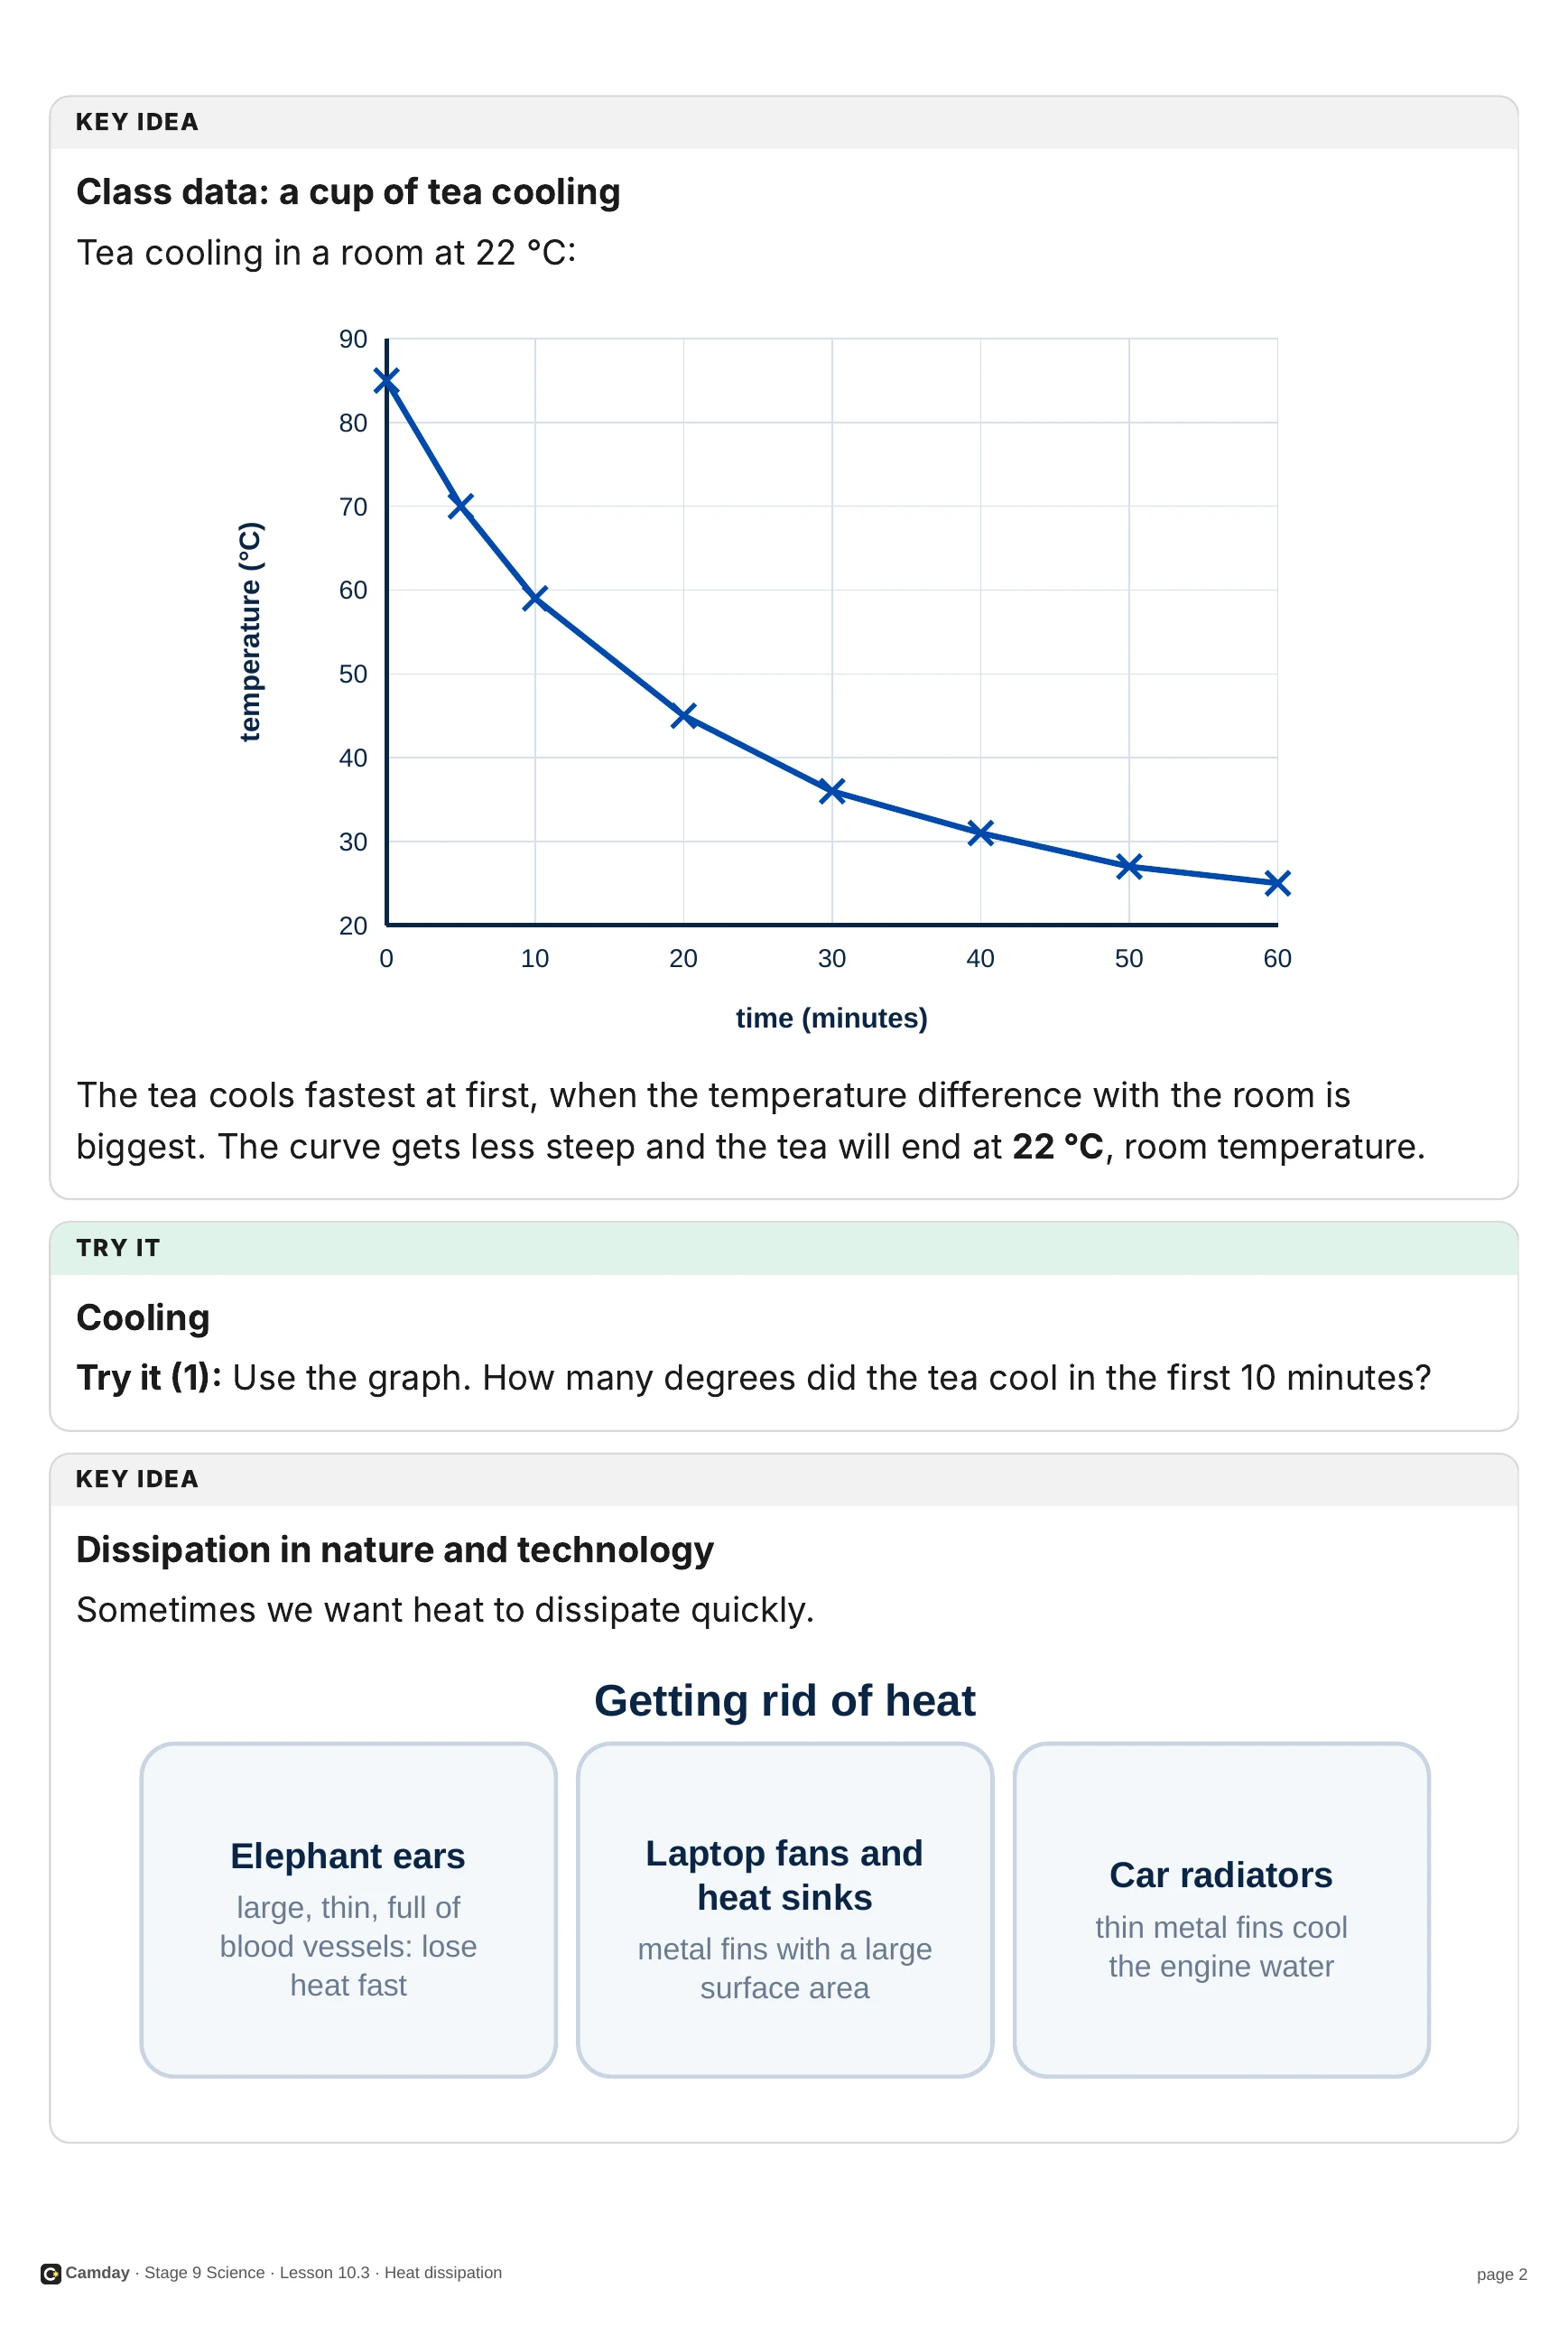 KEY IDEA
Class data: a cup of tea cooling
Tea cooling in a room at 22 °C:
90
80
70
60
50
40
30
20
temperature (°C)
0 10 20 30 40 50 60
time (minutes)
The tea cools fastest at first, when the temperature difference with the room is
biggest. The curve gets less steep and the tea will end at 22 °C, room temperature.
TRY IT
Cooling
Try it (1): Use the graph. How many degrees did the tea cool in the first 10 minutes?
KEY IDEA
Dissipation in nature and technology
Sometimes we want heat to dissipate quickly.
Getting rid of heat
Elephant ears
large, thin, full of
blood vessels: lose
heat fast
Laptop fans and
heat sinks
metal fins with a large
surface area
Car radiators
thin metal fins cool
the engine water
Camday · Stage 9 Science · Lesson 10.3 · Heat dissipation
page 2